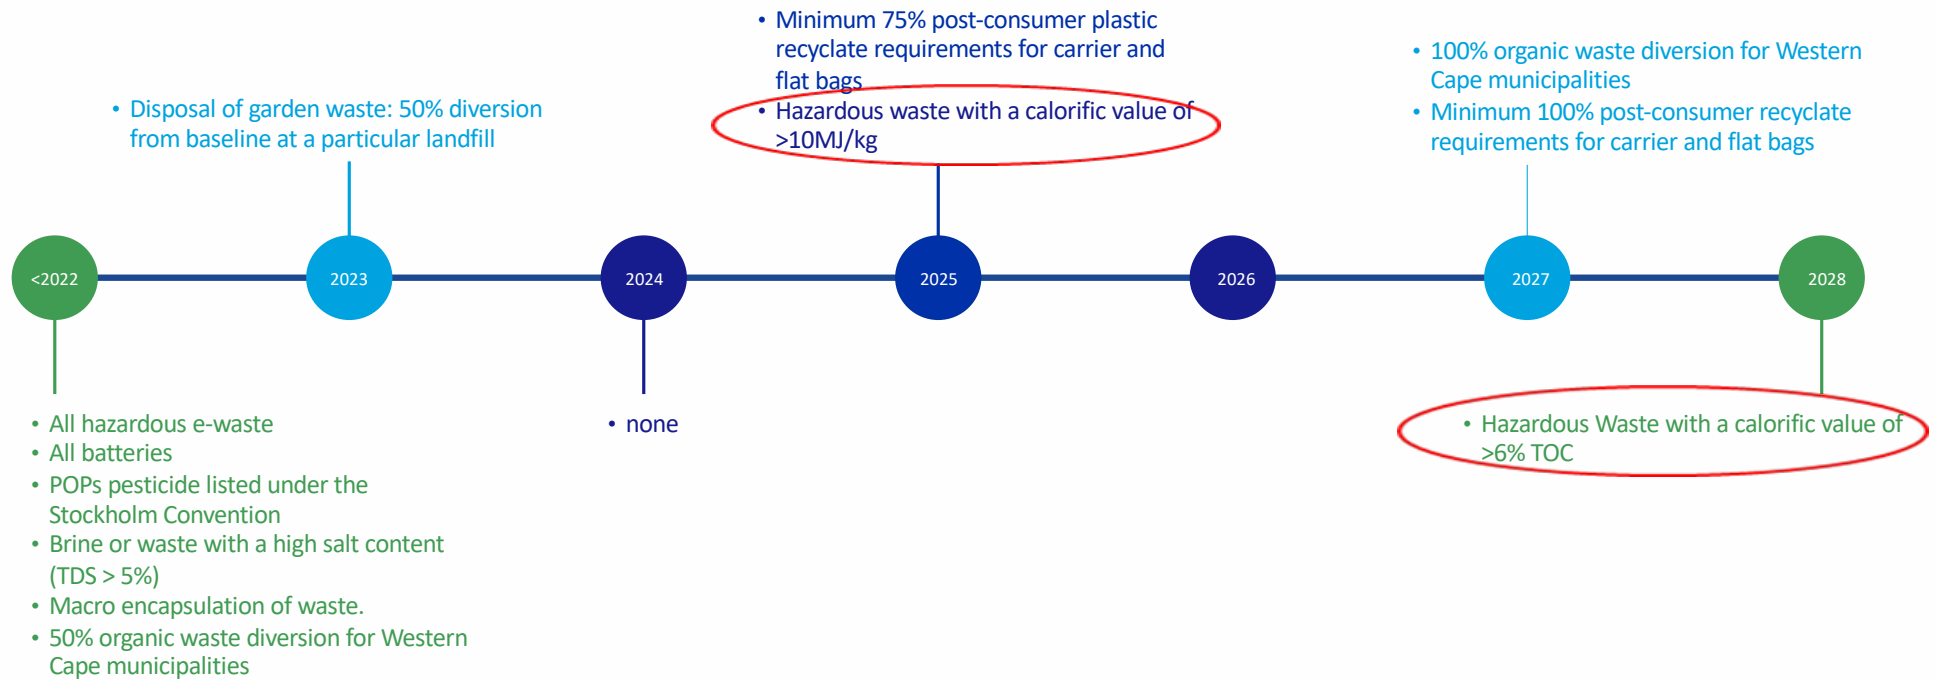 • Minimum 75% post-consumer plastic
recyclate requirements for carrier and
flat bags
• Hazardous waste with a calorific value of
>10MJ/kg
• 100% organic waste diversion for Western
Cape municipalities
• Minimum 100% post-consumer recyclate
requirements for carrier and flat bags
• Disposal of garden waste: 50% diversion
from baseline at a particular landfill
<2022
2023
2024
2025
2026
2027
2028
• All hazardous e-waste
• All batteries
• POPs pesticide listed under the
Stockholm Convention
• Brine or waste with a high salt content
(TDS > 5%)
• Macro encapsulation of waste.
• 50% organic waste diversion for Western
Cape municipalities
• none
• Hazardous Waste with a calorific value of
>6% TOC